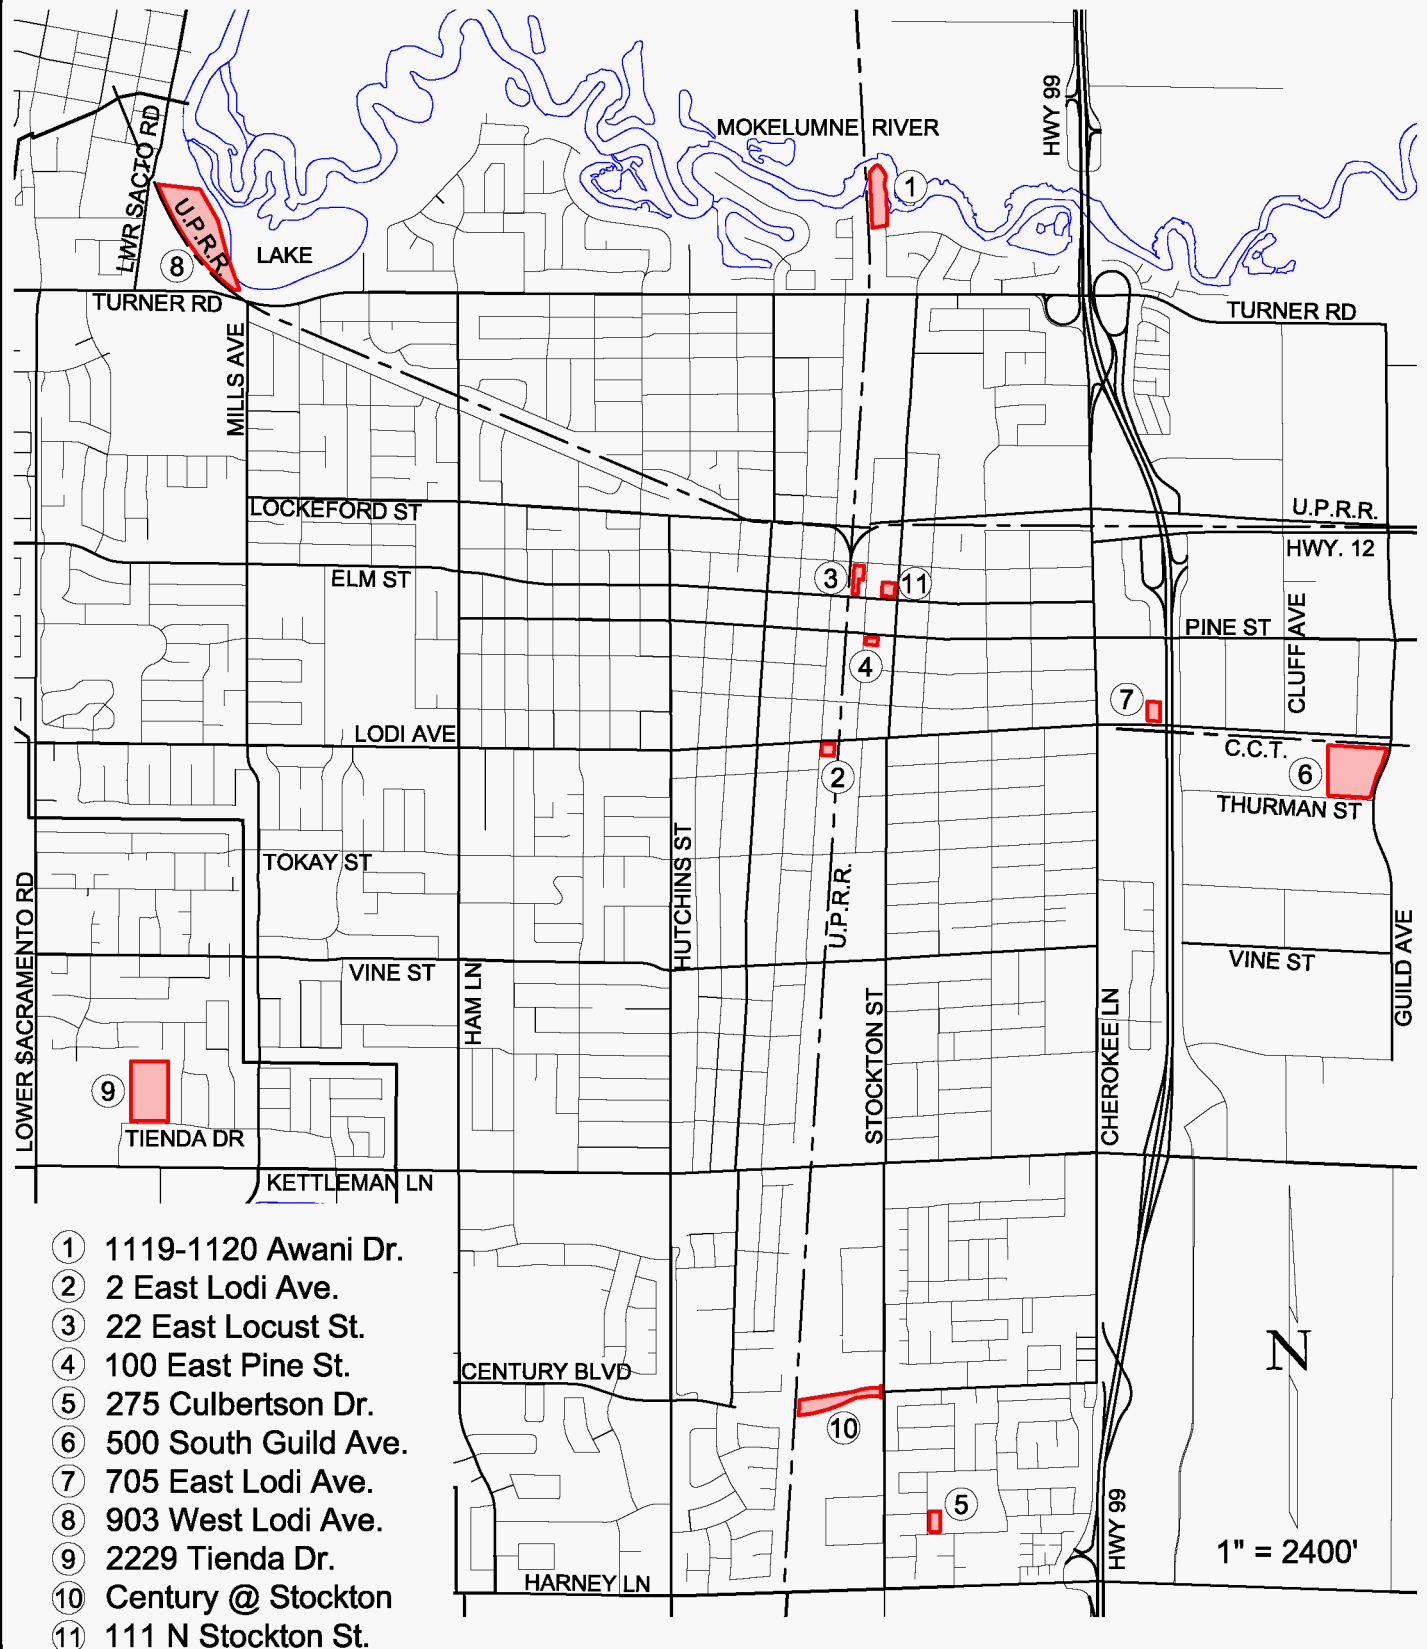 HWY 99
MOKELUMNE RIVER
1
LWR SACTO RD
U.P.R.R.
8
LAKE
TURNER RD
TURNER RD
MILLS AVE
LOCKEFORD ST
U.P.R.R.
HWY. 12
ELM ST
3
11
CLUFF AVE
PINE ST
4
7
LODI AVE
C.C.T.
2
6
THURMAN ST
TOKAY ST
HUTCHINS ST
U.P.R.R.
LOWER SACRAMENTO RD
VINE ST
VINE ST
GUILD AVE
HAM LN
STOCKTON ST
CHEROKEE LN
9
TIENDA DR
KETTLEMAN LN
1 1119-1120 Awani Dr.
2 2 East Lodi Ave.
3 22 East Locust St.
4 100 East Pine St.
5 275 Culbertson Dr.
6 500 South Guild Ave.
7 705 East Lodi Ave.
8 903 West Lodi Ave.
9 2229 Tienda Dr.
10 Century @ Stockton
11 111 N Stockton St.
CENTURY BLVD
10
5
HARNEY LN
HWY 99
N
1" = 2400'